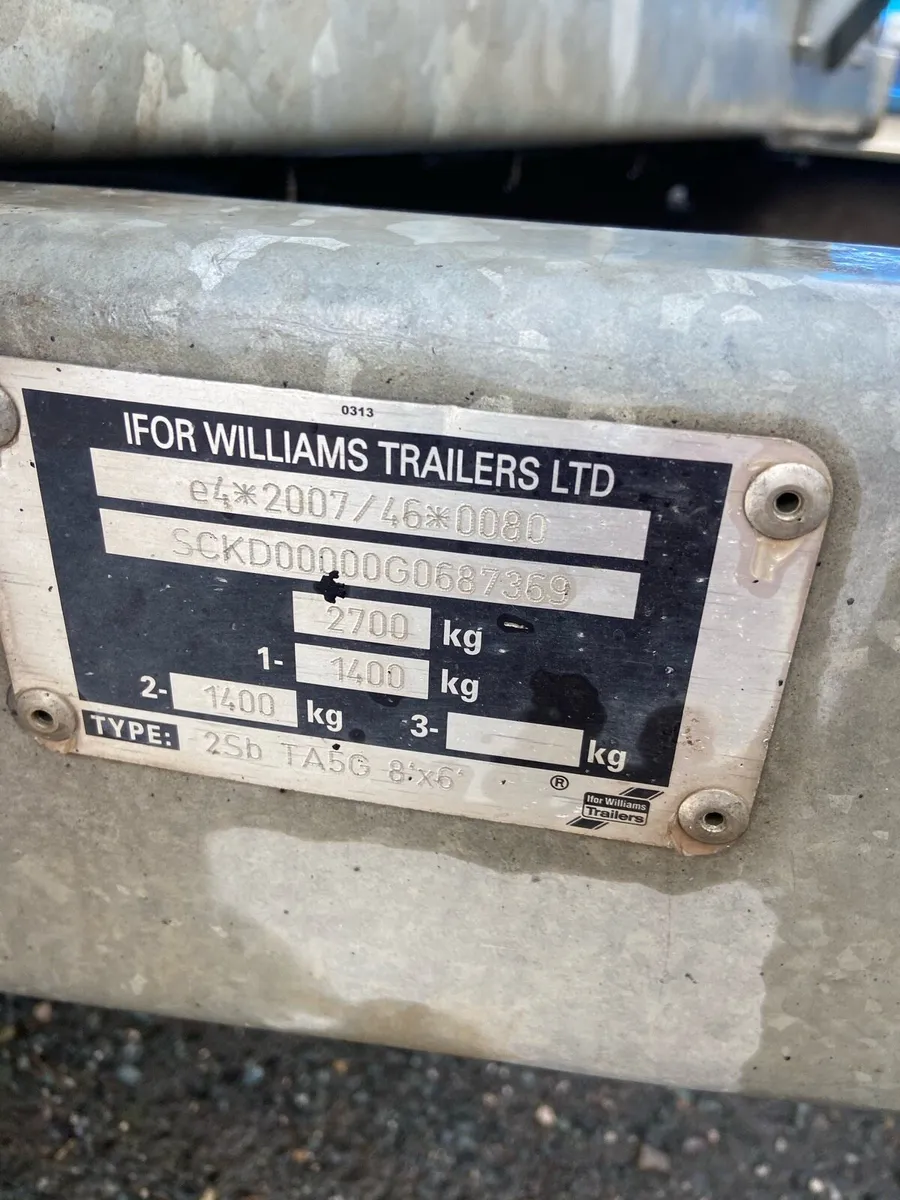 0313
IFOR WILLIAMS TRAILERS LTD
e4*2007/46*0080
SCKD00000G0687369
2700 kg
1- 1400 kg
2- 1400 kg 3- kg
TYPE: 2Sb TA5G 8'x6'
®
Ifor Williams
Trailers